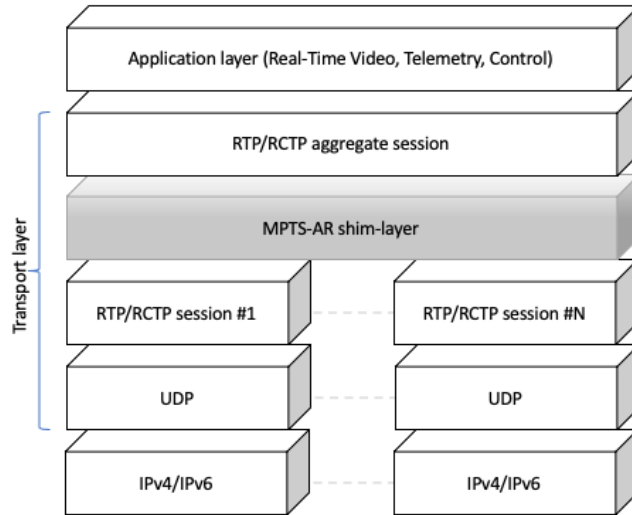 Application layer (Real-Time Video, Telemetry, Control)
RTP/RCTP aggregate session
MPTS-AR shim-layer
Transport layer
RTP/RCTP session #1
RTP/RCTP session #N
UDP
UDP
IPv4/IPv6
IPv4/IPv6